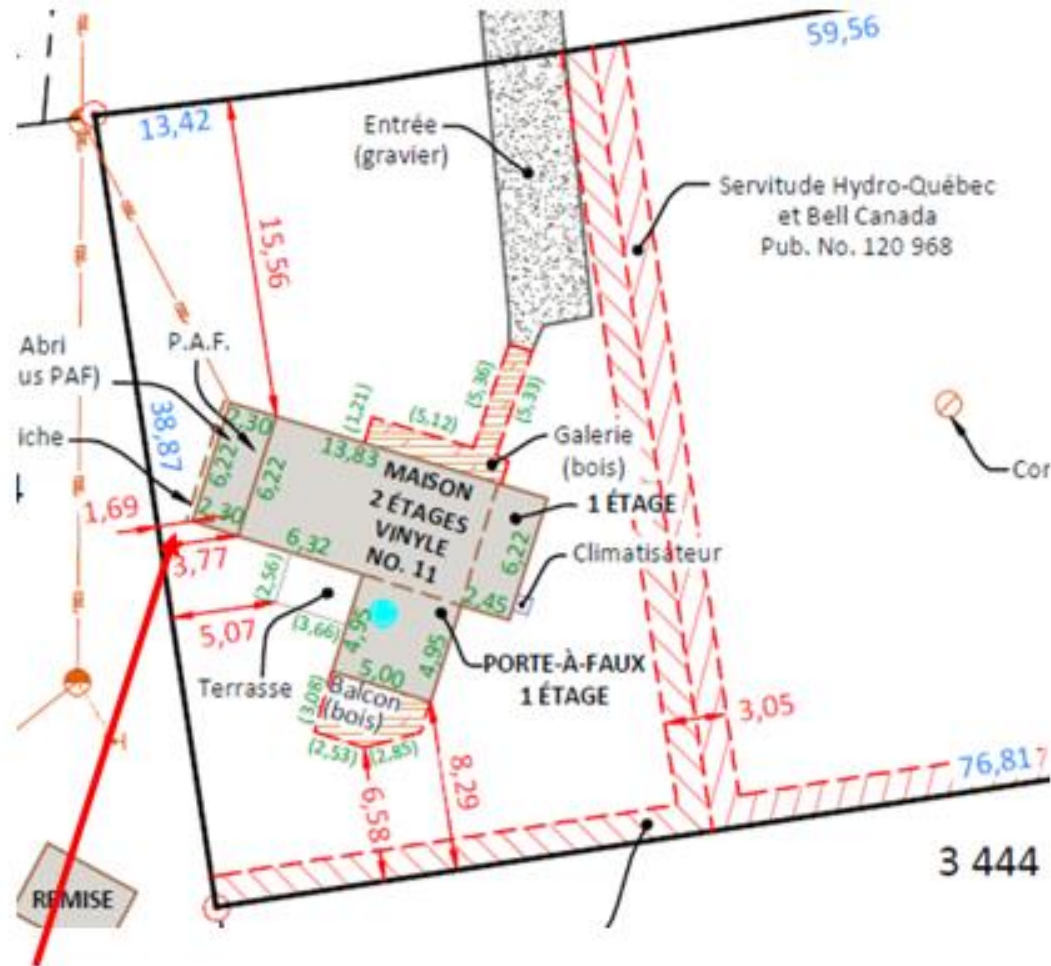 59,56
13,42
Entrée
(gravier)
Servitude Hydro-Québec
et Bell Canada
Pub. No. 120 968
15,56
Abri
P.A.F.
us PAF)
38,87
iche
2,30
6,22
6,22
2,30
13,83
(1,21)
(5,12)
(5,36)
(5,33)
Galerie
(bois)
MAISON
2 ÉTAGES
VINYLE
NO. 11
1 ÉTAGE
6,22
Climatisateur
2,45
Cor
1,69
3,77
6,32
(2,56)
(3,66)
5,07
Terrasse
4,95
5,00
4,95
PORTE-À-FAUX
1 ÉTAGE
Balcon
(bois)
(3,08)
(2,53)
(2,85)
6,58
8,29
3,05
76,81
3 444
REMISE